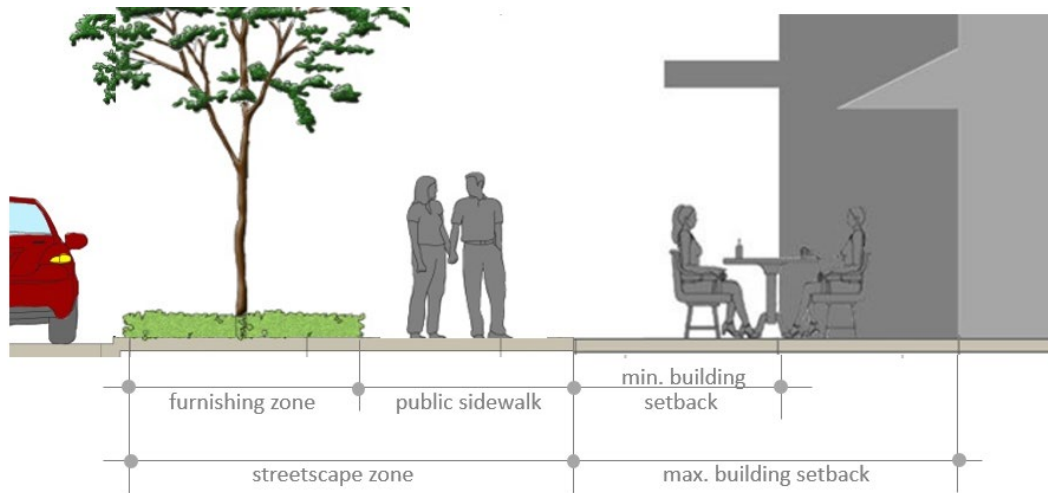 min. building
setback
furnishing zone
public sidewalk
streetscape zone
max. building setback